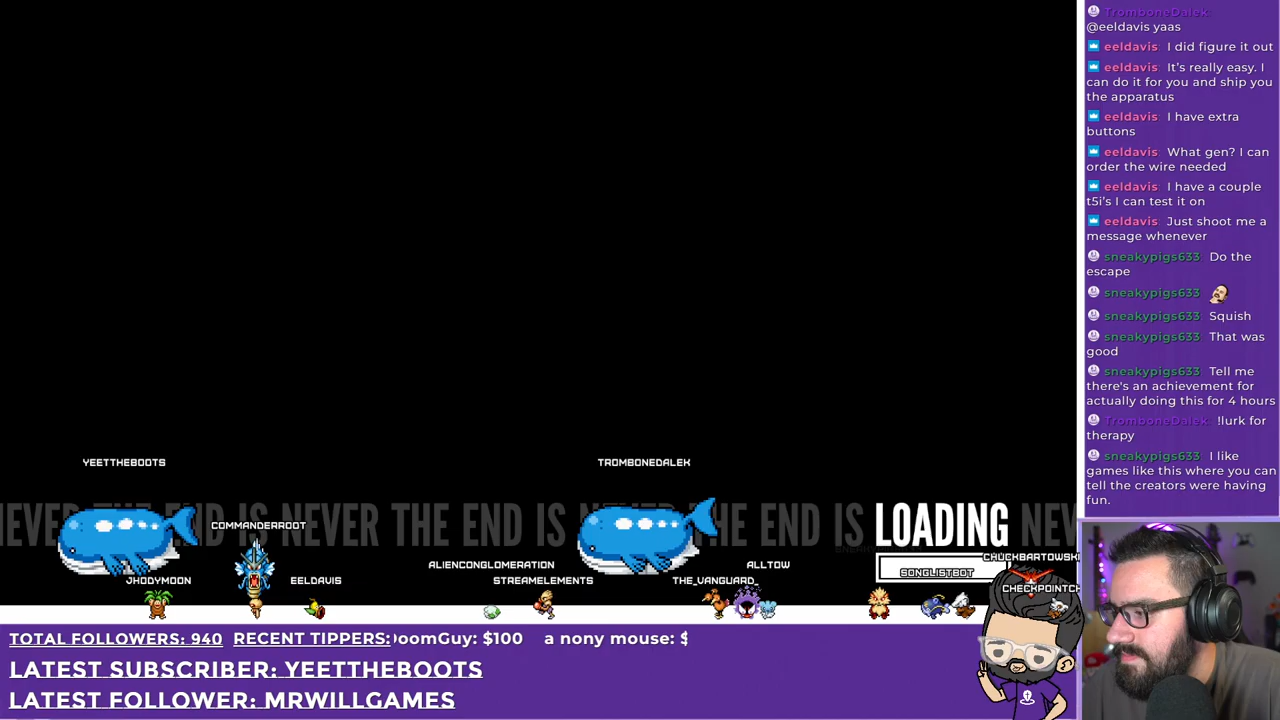 TromboneDalek:
@eeldavis yaas
eeldavis: I did figure it out
eeldavis: It's really easy. I
can do it for you and ship you
the apparatus
eeldavis: I have extra
buttons
eeldavis: What gen? I can
order the wire needed
eeldavis: I have a couple
t5i's I can test it on
eeldavis: Just shoot me a
message whenever
sneakypigs633: Do the
escape
sneakypigs633:
sneakypigs633: Squish
sneakypigs633: That was
good
sneakypigs633: Tell me
there's an achievement for
actually doing this for 4 hours
TromboneDalek: !lurk for
therapy
sneakypigs633: I like
games like this where you can
tell the creators were having
fun.
YEETTHEBOOTS
TROMBONEDALEK
NEVER THE END IS NEVER THE END IS NEVER THE END IS LOADING NEV
COMMANDERROOT
CHUCKBARTOWSKI
ALIENCONGLOMERATION
ALLTOW
SONGLISTBOT
JHODYMOON
EELDAVIS
STREAMELEMENTS
THE_VANGUARD_
TOTAL FOLLOWERS: 940 RECENT TIPPERS: oomGuy: $100 a nony mouse: $
LATEST SUBSCRIBER: YEETTHEBOOTS
LATEST FOLLOWER: MRWILLGAMES